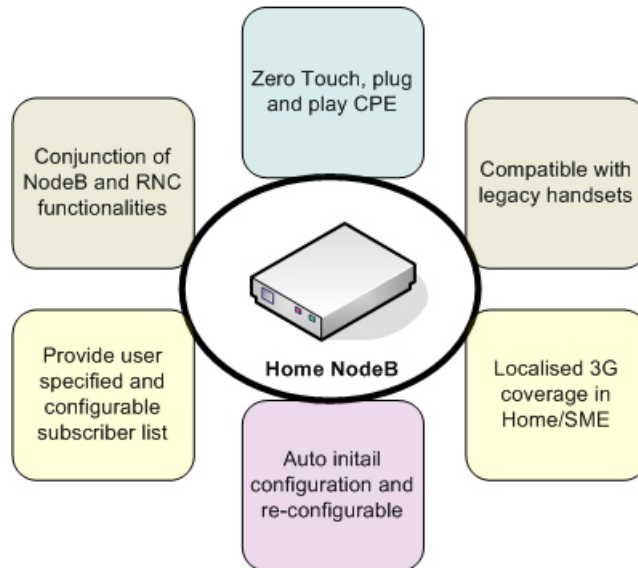 Zero Touch, plug
and play CPE
Conjunction of
NodeB and RNC
functionalities
Compatible with
legacy handsets
Home NodeB
Provide user
specified and
configurable
subscriber list
Localised 3G
coverage in
Home/SME
Auto initail
configuration and
re-configurable